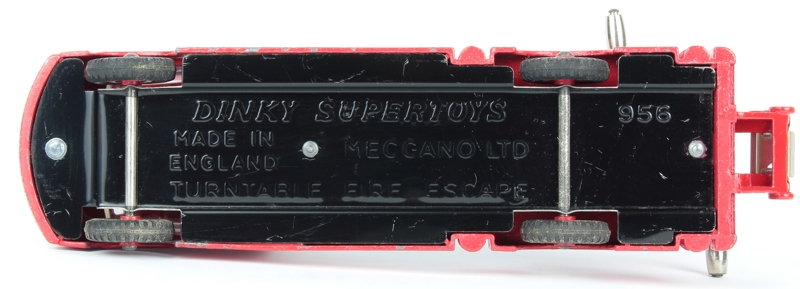 DINKY SUPERTOYS 956
MADE IN
ENGLAND
MECCANO LTD
TURNTABLE FIRE ESCAPE